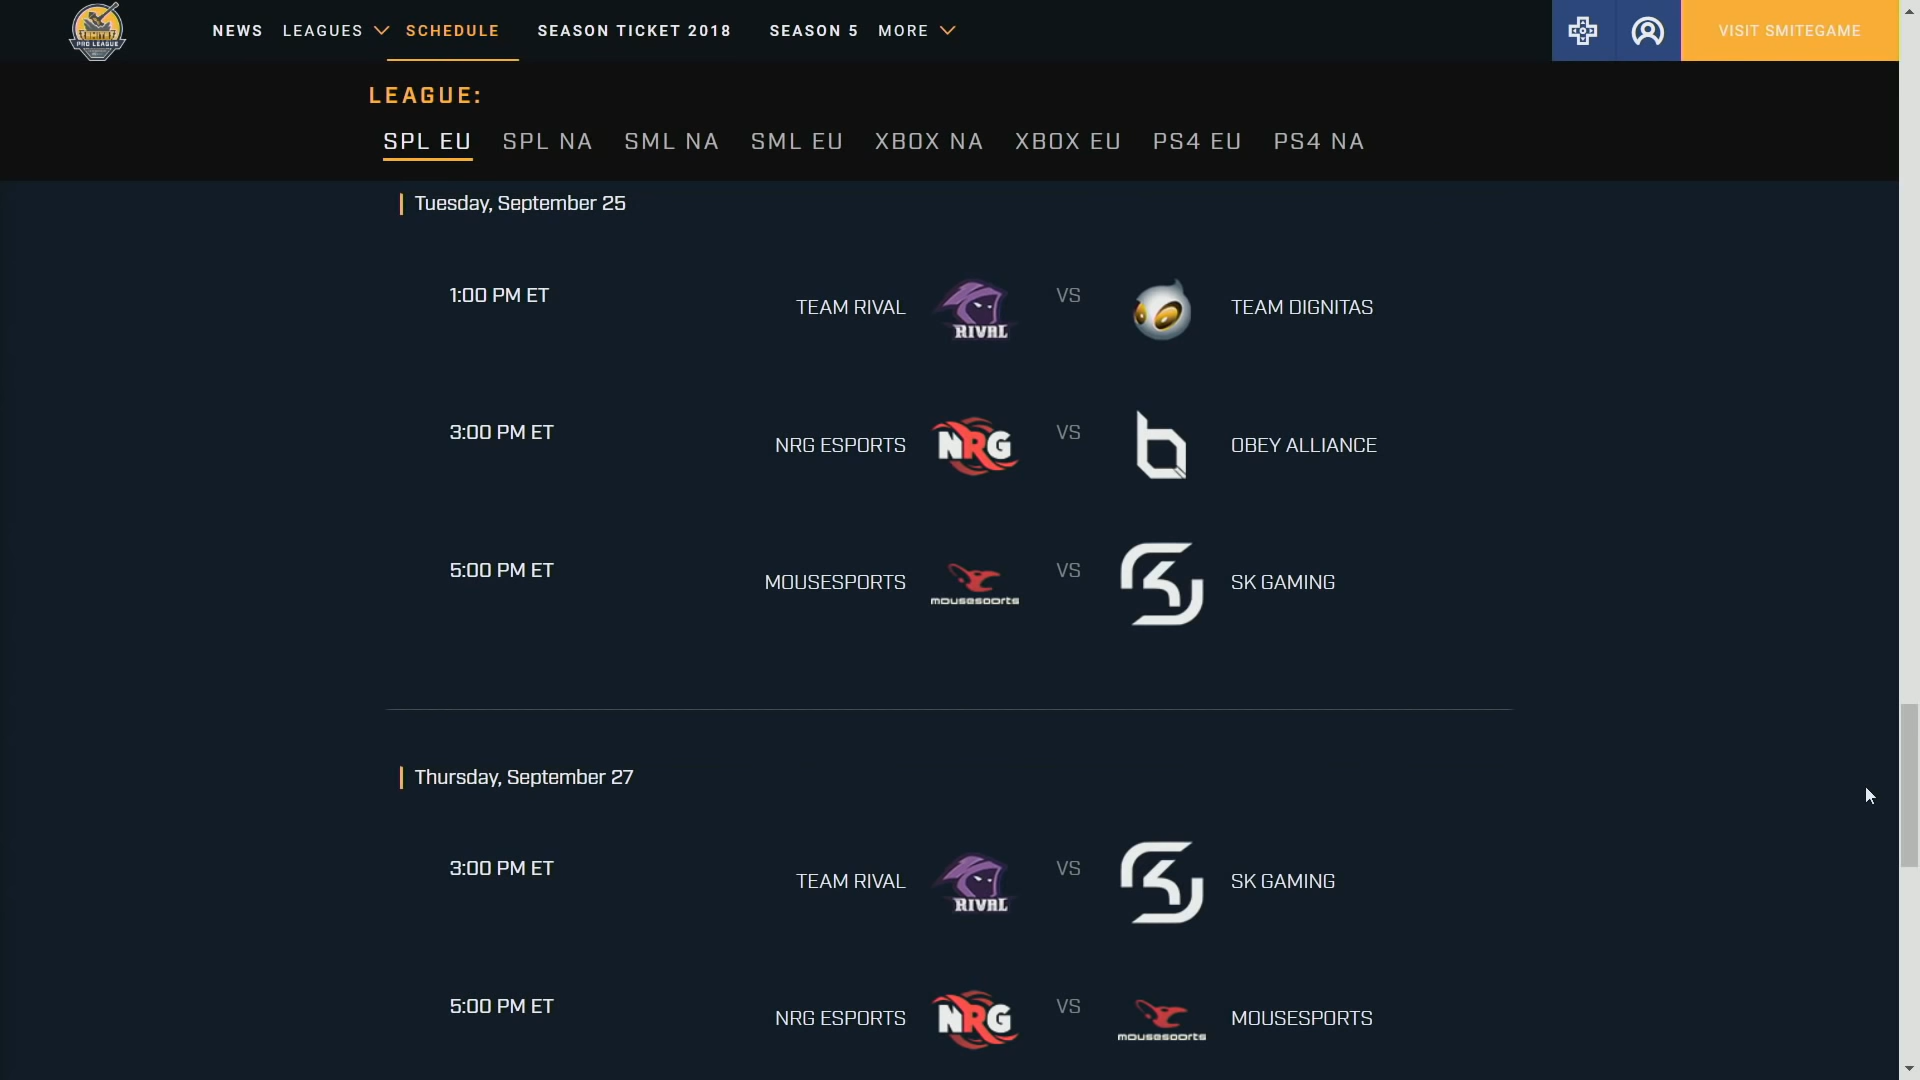 NEWS LEAGUES SCHEDULE SEASON TICKET 2018 SEASON 5 MORE VISIT SMITEGAME
SMITE
PRO LEAGUE
LEAGUE:
SPL EU SPL NA SML NA SML EU XBOX NA XBOX EU PS4 EU PS4 NA
Tuesday, September 25
1:00 PM ET TEAM RIVAL RIVAL VS TEAM DIGNITAS
3:00 PM ET NRG ESPORTS NRG VS OBEY ALLIANCE
5:00 PM ET MOUSESPORTS mousesports VS SK GAMING
Thursday, September 27
3:00 PM ET TEAM RIVAL RIVAL VS SK GAMING
5:00 PM ET NRG ESPORTS NRG VS mousesports MOUSESPORTS